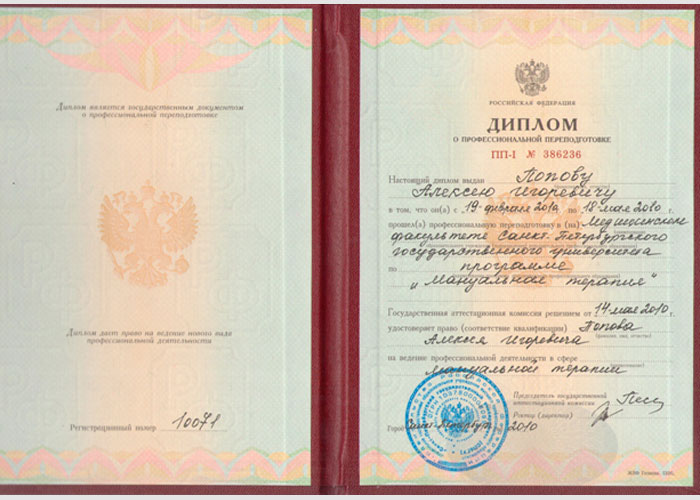 Диплом является государственным документом
о профессиональной переподготовке
Диплом дает право на ведение нового вида
профессиональной деятельности
Регистрационный номер 10071
РОССИЙСКАЯ ФЕДЕРАЦИЯ
ДИПЛОМ
О ПРОФЕССИОНАЛЬНОЙ ПЕРЕПОДГОТОВКЕ
ПП-I № 386236
Настоящий диплом выдан Попову
Алексею Игоревичу
в том, что он(а) с 19 февраля 2010 по 18 мая 2010
прошел(а) профессиональную переподготовку в (на) Медицинском
факультете Санкт-Петербургского
государственного университета
по программе
"Мануальная терапия"
Государственная аттестационная комиссия решением от 14 мая 2010 г.
удостоверяет право (соответствие квалификации) Попова
(фамилия, имя, отчество)
Алексея Игоревича
на ведение профессиональной деятельности в сфере
мануальной терапии
Председатель государственной
аттестационной комиссии
Ректор (директор)
Город Санкт-Петербург 2010